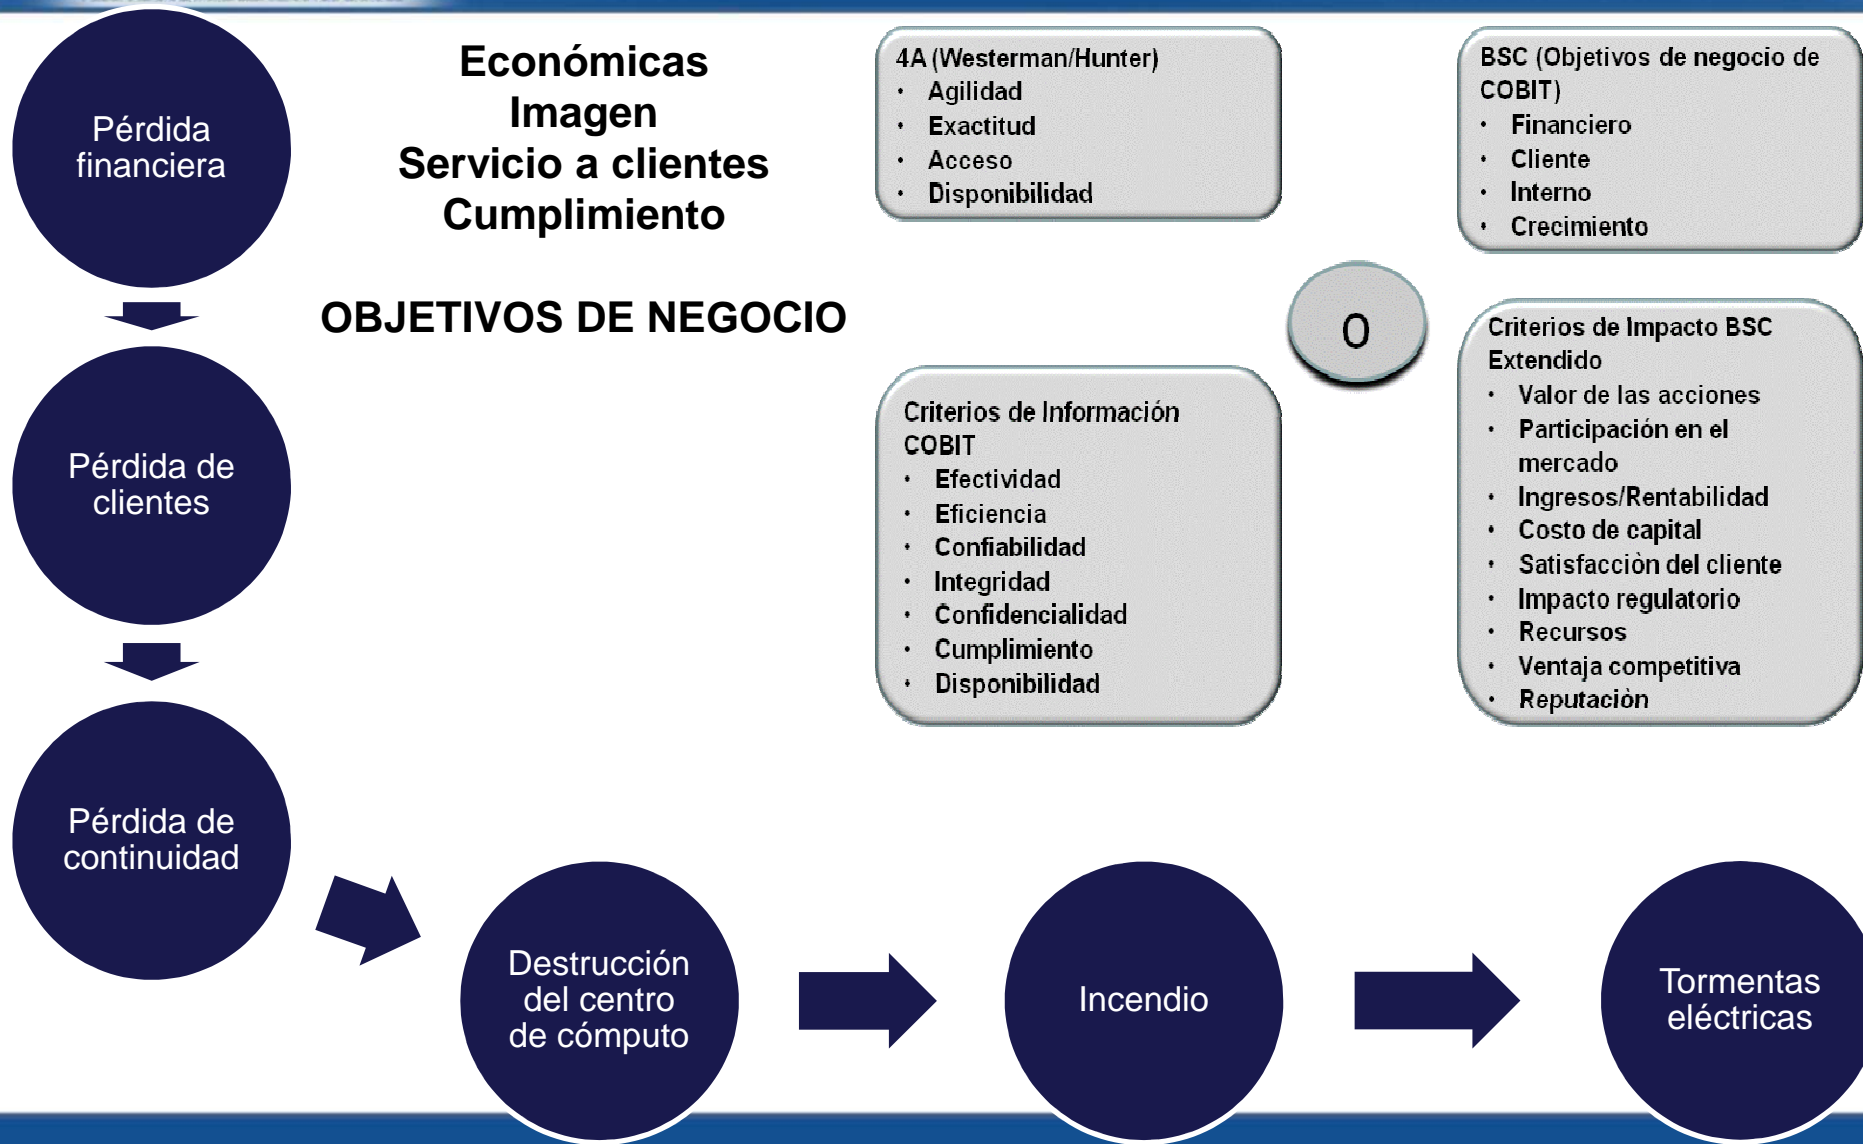 Pérdida
financiera
Económicas
Imagen
Servicio a clientes
Cumplimiento
OBJETIVOS DE NEGOCIO
4A (Westerman/Hunter)
• Agilidad
• Exactitud
• Acceso
• Disponibilidad
BSC (Objetivos de negocio de
COBIT)
• Financiero
• Cliente
• Interno
• Crecimiento
O
Pérdida de
clientes
Criterios de Información
COBIT
• Efectividad
• Eficiencia
• Confiabilidad
• Integridad
• Confidencialidad
• Cumplimiento
• Disponibilidad
Criterios de Impacto BSC
Extendido
• Valor de las acciones
• Participación en el
mercado
• Ingresos/Rentabilidad
• Costo de capital
• Satisfacciòn del cliente
• Impacto regulatorio
• Recursos
• Ventaja competitiva
• Reputaciòn
Pérdida de
continuidad
Destrucción
del centro
de cómputo
Incendio
Tormentas
eléctricas